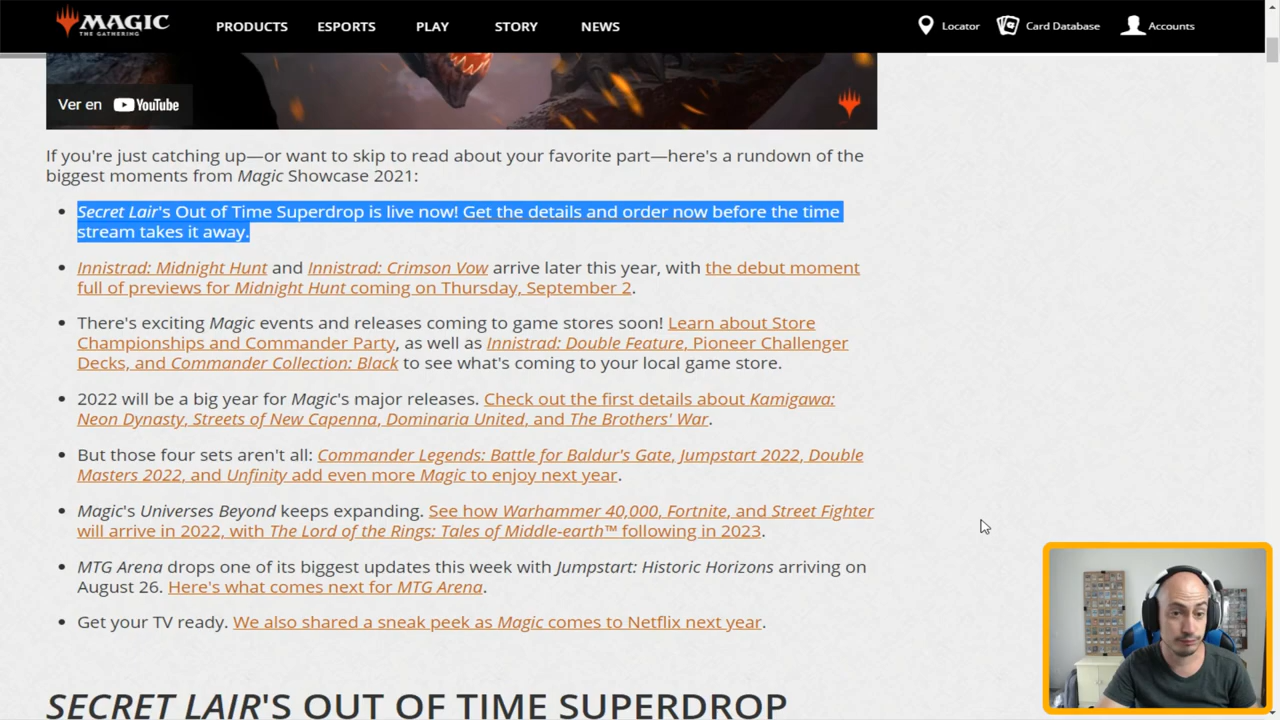 MAGIC
THE GATHERING
PRODUCTS ESPORTS PLAY STORY NEWS
Locator Card Database Accounts
Ver en YouTube
If you're just catching up—or want to skip to read about your favorite part—here's a rundown of the
biggest moments from Magic Showcase 2021:
• Secret Lair's Out of Time Superdrop is live now! Get the details and order now before the time
stream takes it away.
• Innistrad: Midnight Hunt and Innistrad: Crimson Vow arrive later this year, with the debut moment
full of previews for Midnight Hunt coming on Thursday, September 2.
• There's exciting Magic events and releases coming to game stores soon! Learn about Store
Championships and Commander Party, as well as Innistrad: Double Feature, Pioneer Challenger
Decks, and Commander Collection: Black to see what's coming to your local game store.
• 2022 will be a big year for Magic's major releases. Check out the first details about Kamigawa:
Neon Dynasty, Streets of New Capenna, Dominaria United, and The Brothers' War.
• But those four sets aren't all: Commander Legends: Battle for Baldur's Gate, Jumpstart 2022, Double
Masters 2022, and Unfinity add even more Magic to enjoy next year.
• Magic's Universes Beyond keeps expanding. See how Warhammer 40,000, Fortnite, and Street Fighter
will arrive in 2022, with The Lord of the Rings: Tales of Middle-earth™ following in 2023.
• MTG Arena drops one of its biggest updates this week with Jumpstart: Historic Horizons arriving on
August 26. Here's what comes next for MTG Arena.
• Get your TV ready. We also shared a sneak peek as Magic comes to Netflix next year.
SECRET LAIR'S OUT OF TIME SUPERDROP